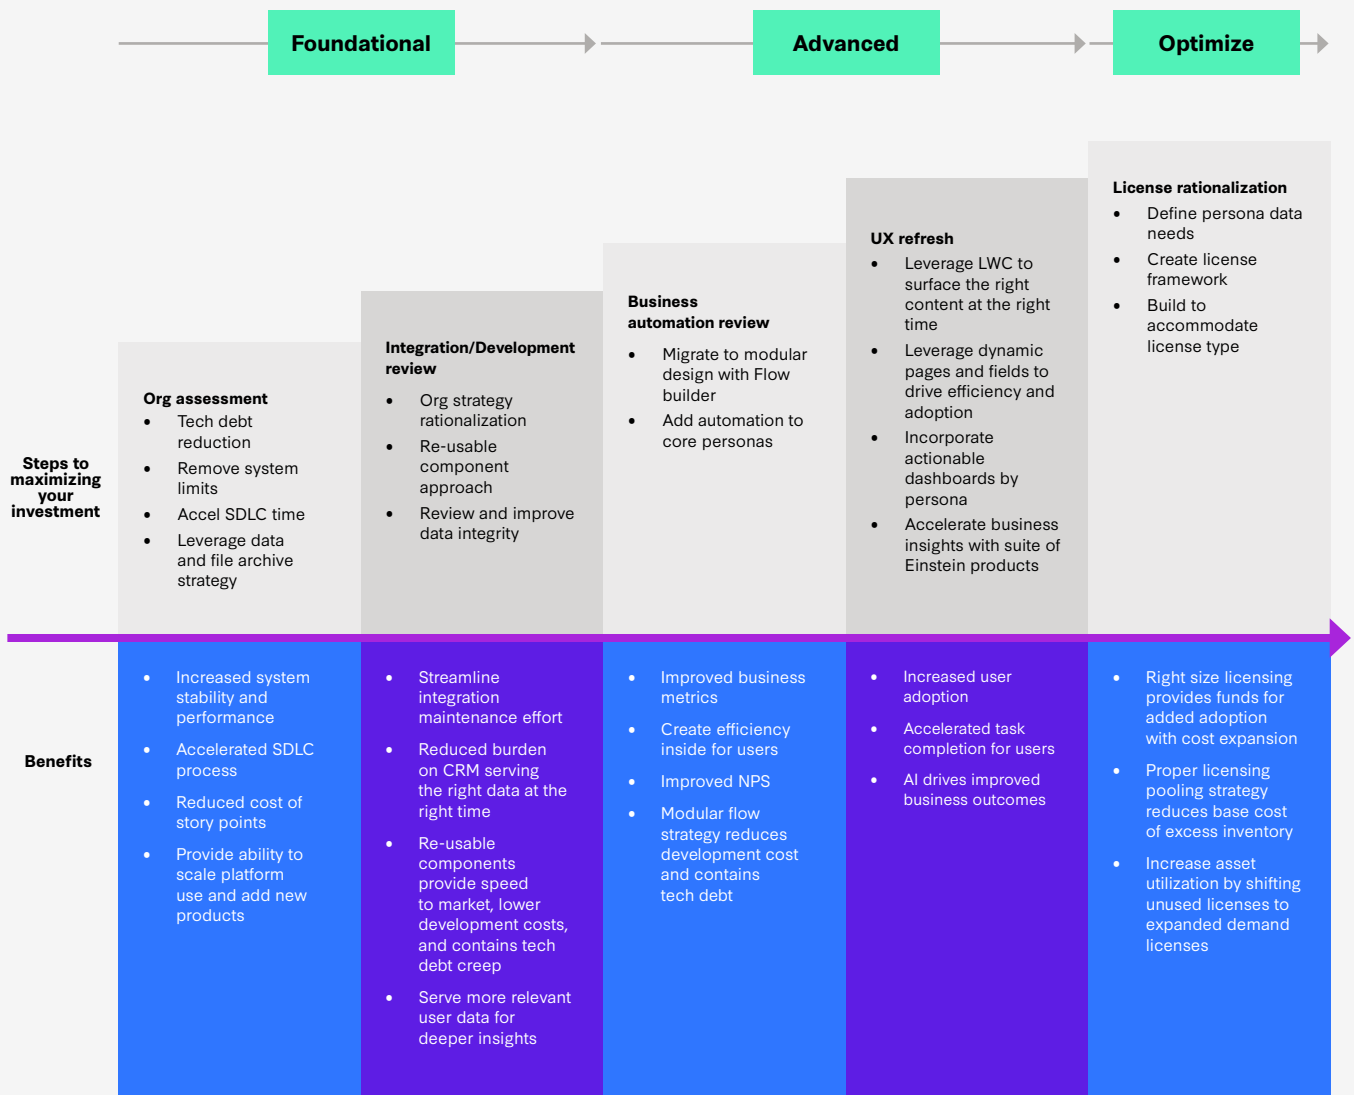 Foundational
Advanced
Optimize
Steps to
maximizing
your
investment
Org assessment
• Tech debt
reduction
• Remove system
limits
• Accel SDLC time
• Leverage data
and file archive
strategy
Integration/Development
review
• Org strategy
rationalization
• Re-usable
component
approach
• Review and improve
data integrity
Business
automation review
• Migrate to modular
design with Flow
builder
• Add automation to
core personas
UX refresh
• Leverage LWC to
surface the right
content at the right
time
• Leverage dynamic
pages and fields to
drive efficiency and
adoption
• Incorporate
actionable
dashboards by
persona
• Accelerate business
insights with suite of
Einstein products
License rationalization
• Define persona data
needs
• Create license
framework
• Build to
accommodate
license type
Benefits
• Increased system
stability and
performance
• Accelerated SDLC
process
• Reduced cost of
story points
• Provide ability to
scale platform
use and add new
products
• Streamline
integration
maintenance effort
• Reduced burden
on CRM serving
the right data at the
right time
• Re-usable
components
provide speed
to market, lower
development costs,
and contains tech
debt creep
• Serve more relevant
user data for
deeper insights
• Improved business
metrics
• Create efficiency
inside for users
• Improved NPS
• Modular flow
strategy reduces
development cost
and contains
tech debt
• Increased user
adoption
• Accelerated task
completion for users
• AI drives improved
business outcomes
• Right size licensing
provides funds for
added adoption
with cost expansion
• Proper licensing
pooling strategy
reduces base cost
of excess inventory
• Increase asset
utilization by shifting
unused licenses to
expanded demand
licenses